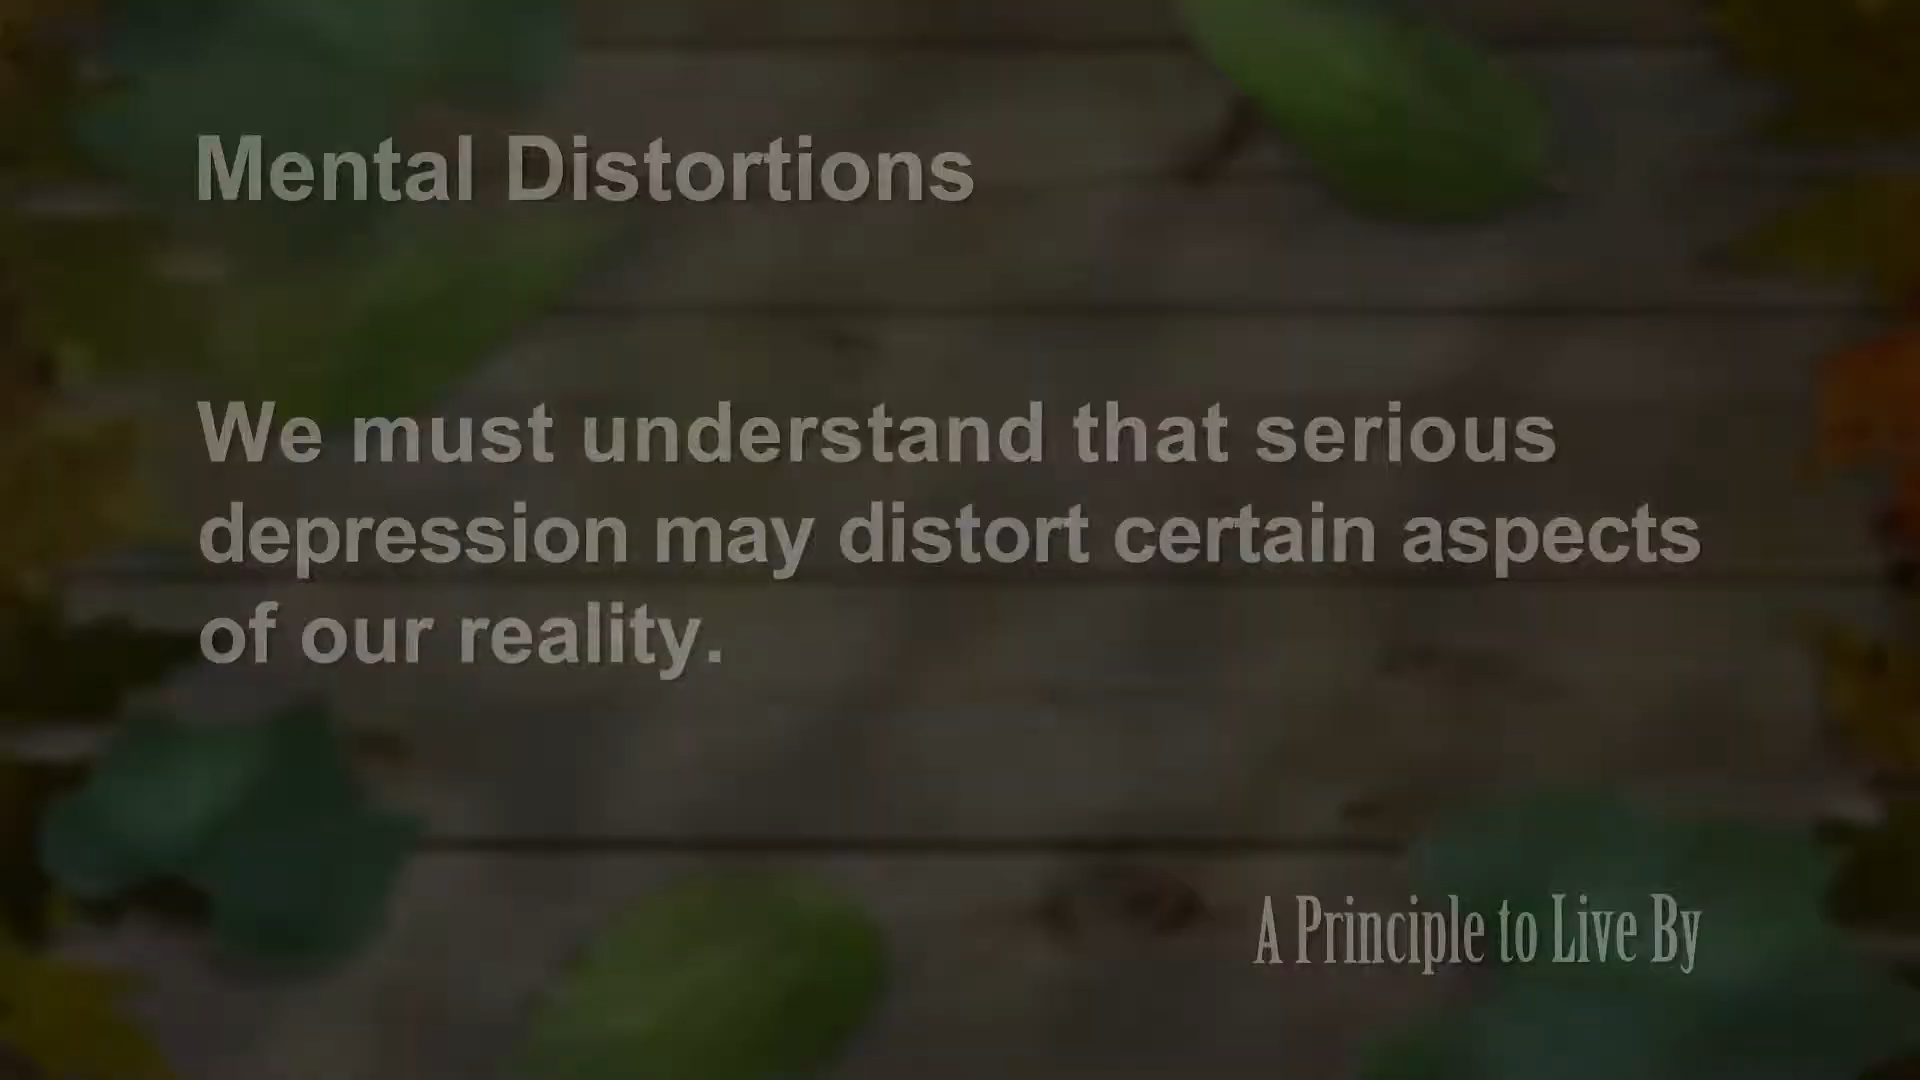 Mental Distortions
We must understand that serious
depression may distort certain aspects
of our reality.
A Principle to Live By